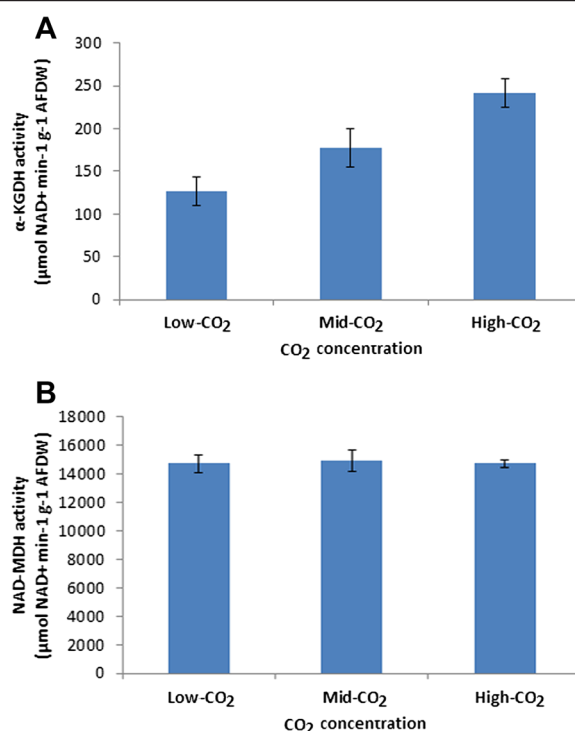 A
300
250
200
150
100
50
0
α-KGDH activity
(µmol NAD+ min-1 g-1 AFDW)
Low-CO2
Mid-CO2
High-CO2
CO2 concentration
B
18000
16000
14000
12000
10000
8000
6000
4000
2000
0
NAD-MDH activity
(µmol NAD+ min-1 g-1 AFDW)
Low-CO2
Mid-CO2
High-CO2
CO2 concentration